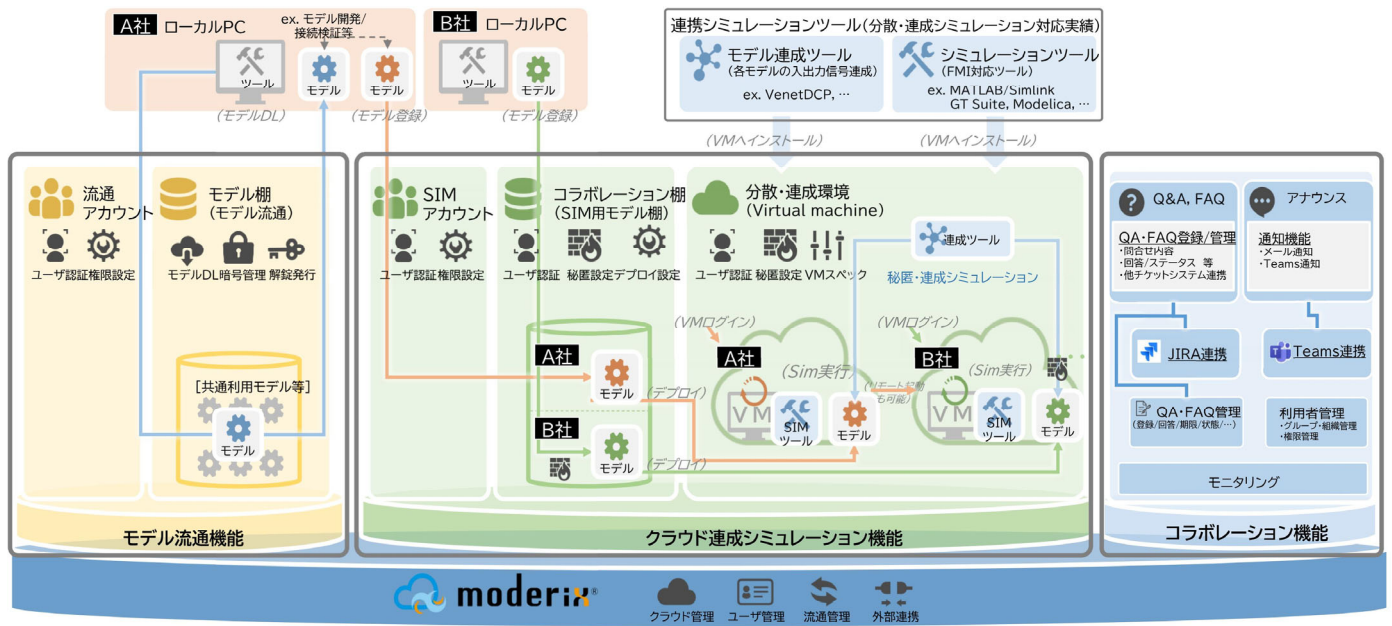 A社 ローカルPC
ex. モデル開発/
接続検証等
ツール
モデル
モデル
(モデルDL)
(モデル登録)
B社 ローカルPC
ツール
モデル
(モデル登録)
連携シミュレーションツール(分散・連成シミュレーション対応実績)
モデル連成ツール
(各モデルの入出力信号連成)
ex. VenetDCP, …
シミュレーションツール
(FMI対応ツール)
ex. MATLAB/Simlink
GT Suite, Modelica, …
(VMへインストール)
(VMへインストール)
流通
アカウント
ユーザ認証
権限設定
モデル棚
(モデル流通)
モデルDL
暗号管理
解錠発行
[共通利用モデル等]
モデル
モデル流通機能
SIM
アカウント
ユーザ認証
権限設定
コラボレーション棚
(SIM用モデル棚)
ユーザ認証
秘匿設定
デプロイ設定
A社
モデル
(デプロイ)
B社
モデル
(デプロイ)
分散・連成環境
(Virtual machine)
ユーザ認証
秘匿設定
VMスペック
連成ツール
秘匿・連成シミュレーション
(VMログイン)
A社
(Sim実行)
VM
SIM
ツール
モデル
(リモート起動
も可能)
(VMログイン)
B社
(Sim実行)
VM
SIM
ツール
モデル
クラウド連成シミュレーション機能
Q&A, FAQ
QA・FAQ登録/管理
・問合せ内容
・回答/ステータス 等
・他チケットシステム連携
アナウンス
通知機能
・メール通知
・Teams通知
JIRA連携
Teams連携
QA・FAQ管理
(登録/回答/期限/状態/…)
利用者管理
・グループ・組織管理
・権限管理
モニタリング
コラボレーション機能
moderix®
クラウド管理
ユーザ管理
流通管理
外部連携